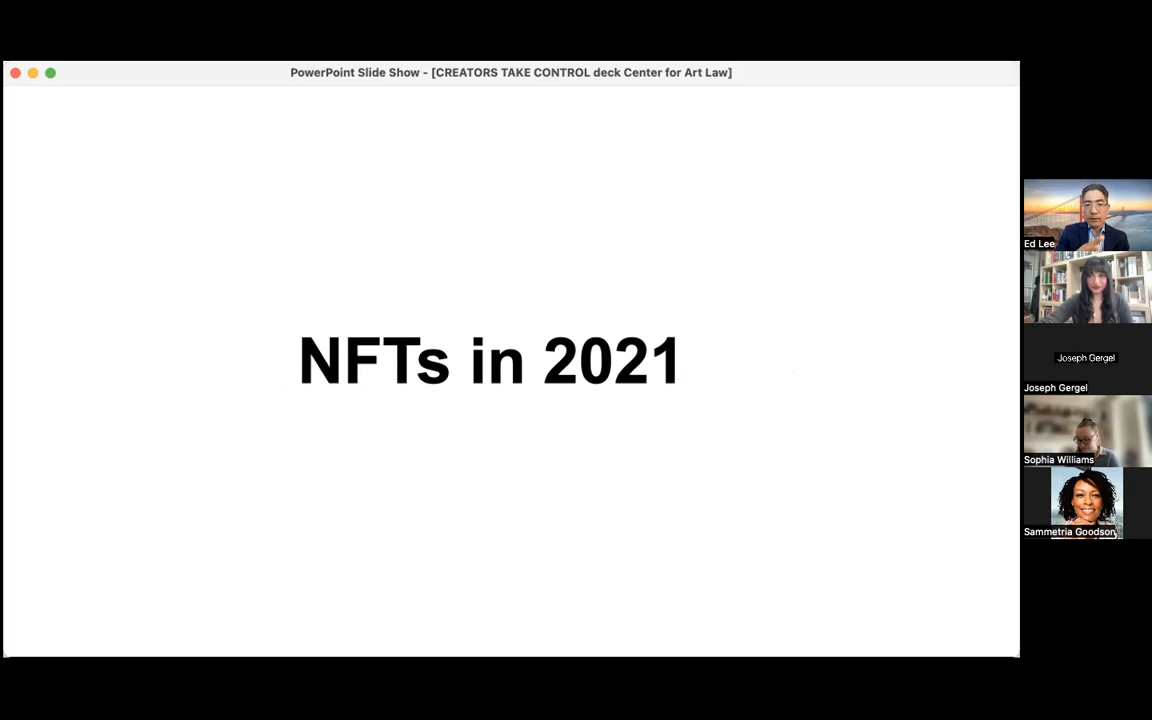 PowerPoint Slide Show - [CREATORS TAKE CONTROL deck Center for Art Law]
NFTs in 2021
Ed Lee
Joseph Gergel
Joseph Gergel
Sophia Williams
Sammetria Goodson